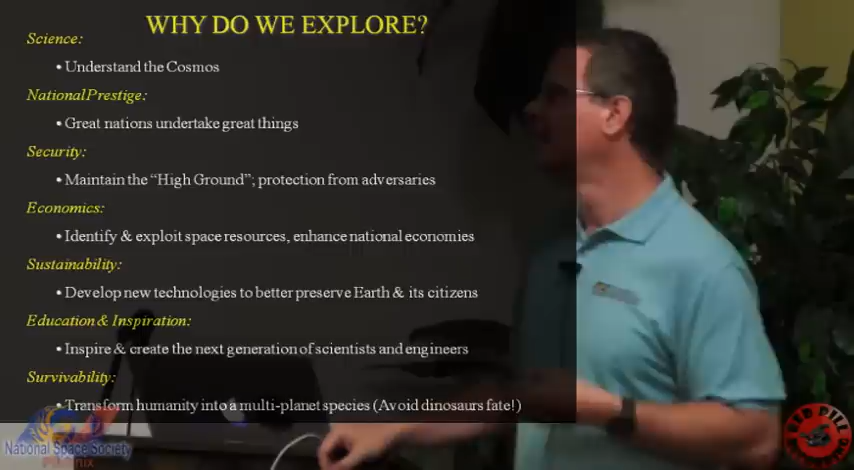 WHY DO WE EXPLORE?
Science:
• Understand the Cosmos
National Prestige:
• Great nations undertake great things
Security:
• Maintain the “High Ground”; protection from adversaries
Economics:
• Identify & exploit space resources, enhance national economies
Sustainability:
• Develop new technologies to better preserve Earth & its citizens
Education & Inspiration:
• Inspire & create the next generation of scientists and engineers
Survivability:
• Transform humanity into a multi-planet species (Avoid dinosaurs fate!)
National Space Society
PHOENIX
RED PILL